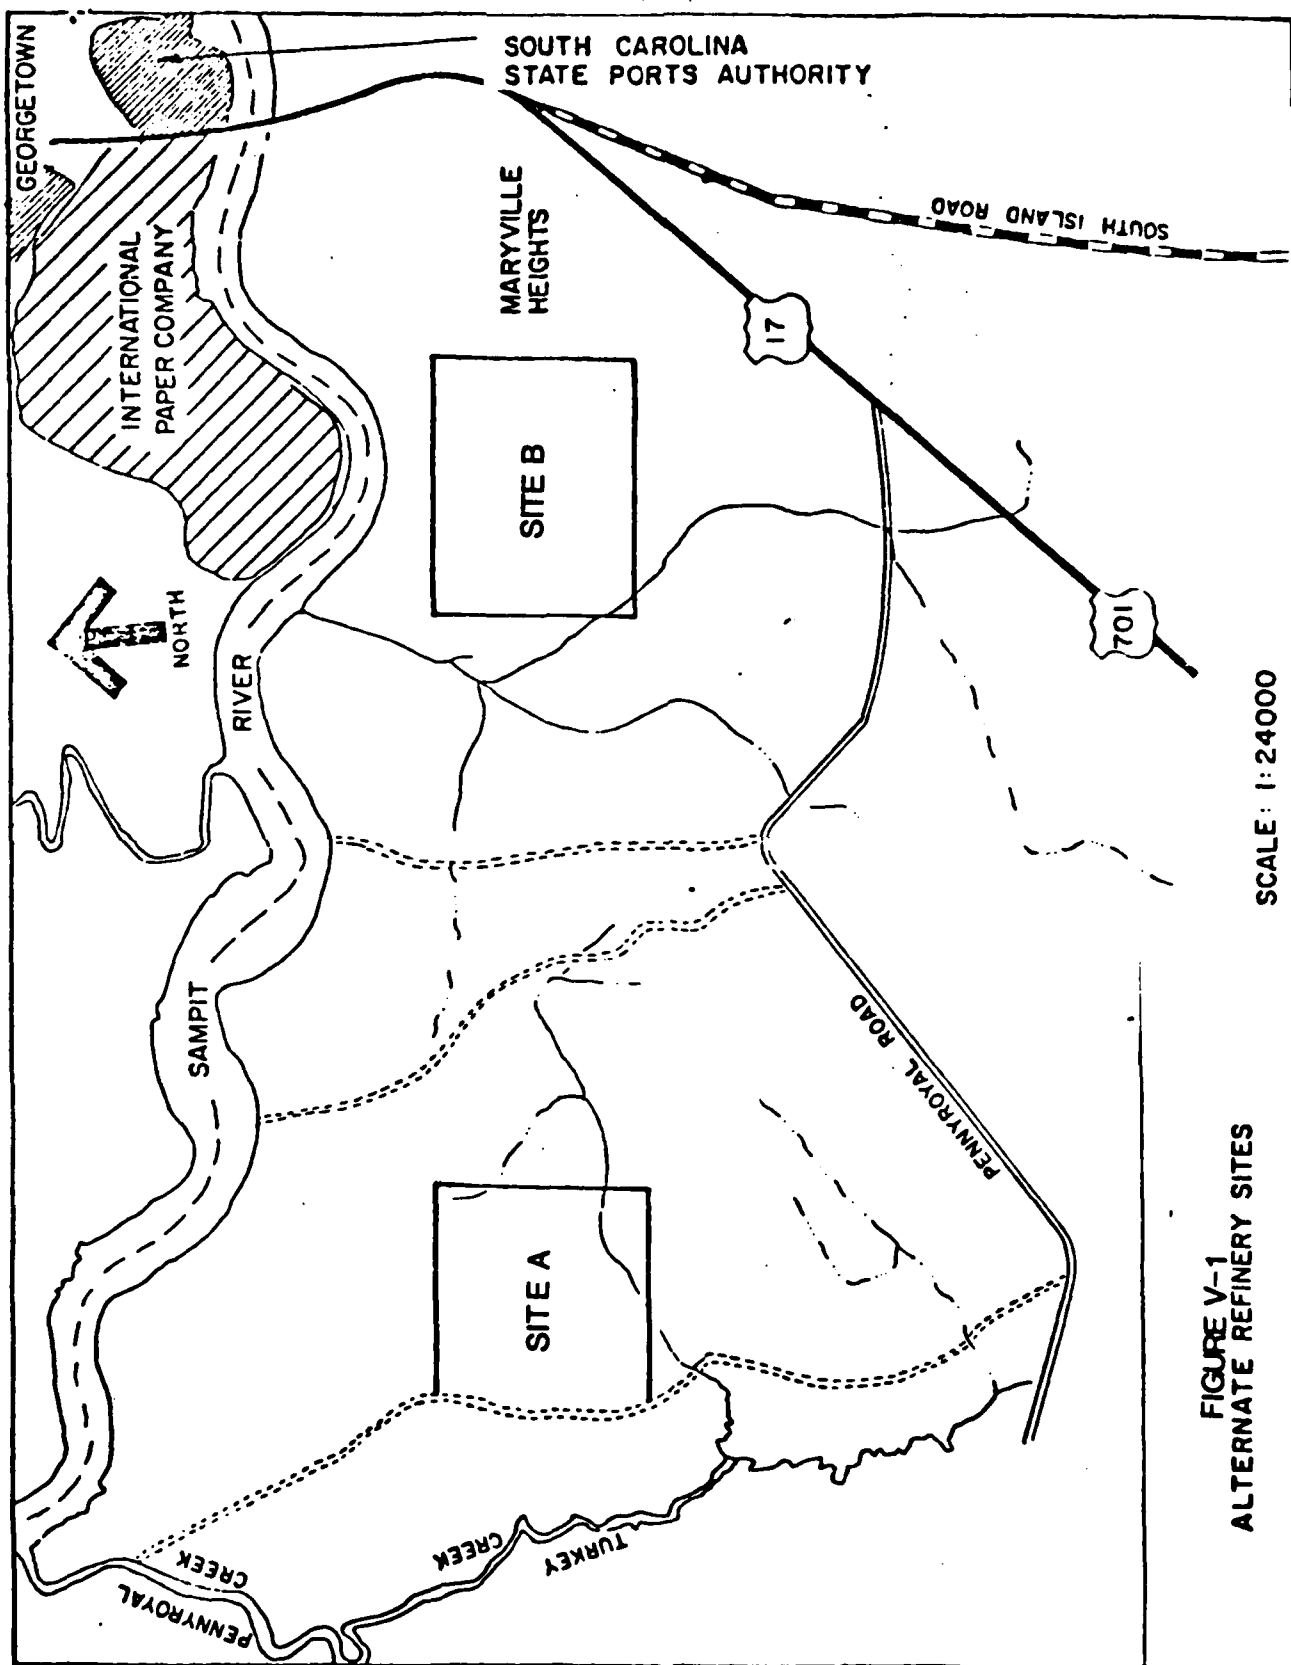 GEORGETOWN
SOUTH CAROLINA
STATE PORTS AUTHORITY
INTERNATIONAL
PAPER COMPANY
MARYVILLE
HEIGHTS
SOUTH ISLAND ROAD
17
SITE B
NORTH
RIVER
701
SAMPIT
PENNYROYAL ROAD
SITE A
PENNYROYAL
CREEK
TURKEY
CREEK
SCALE: 1:24000
FIGURE V-1
ALTERNATE REFINERY SITES